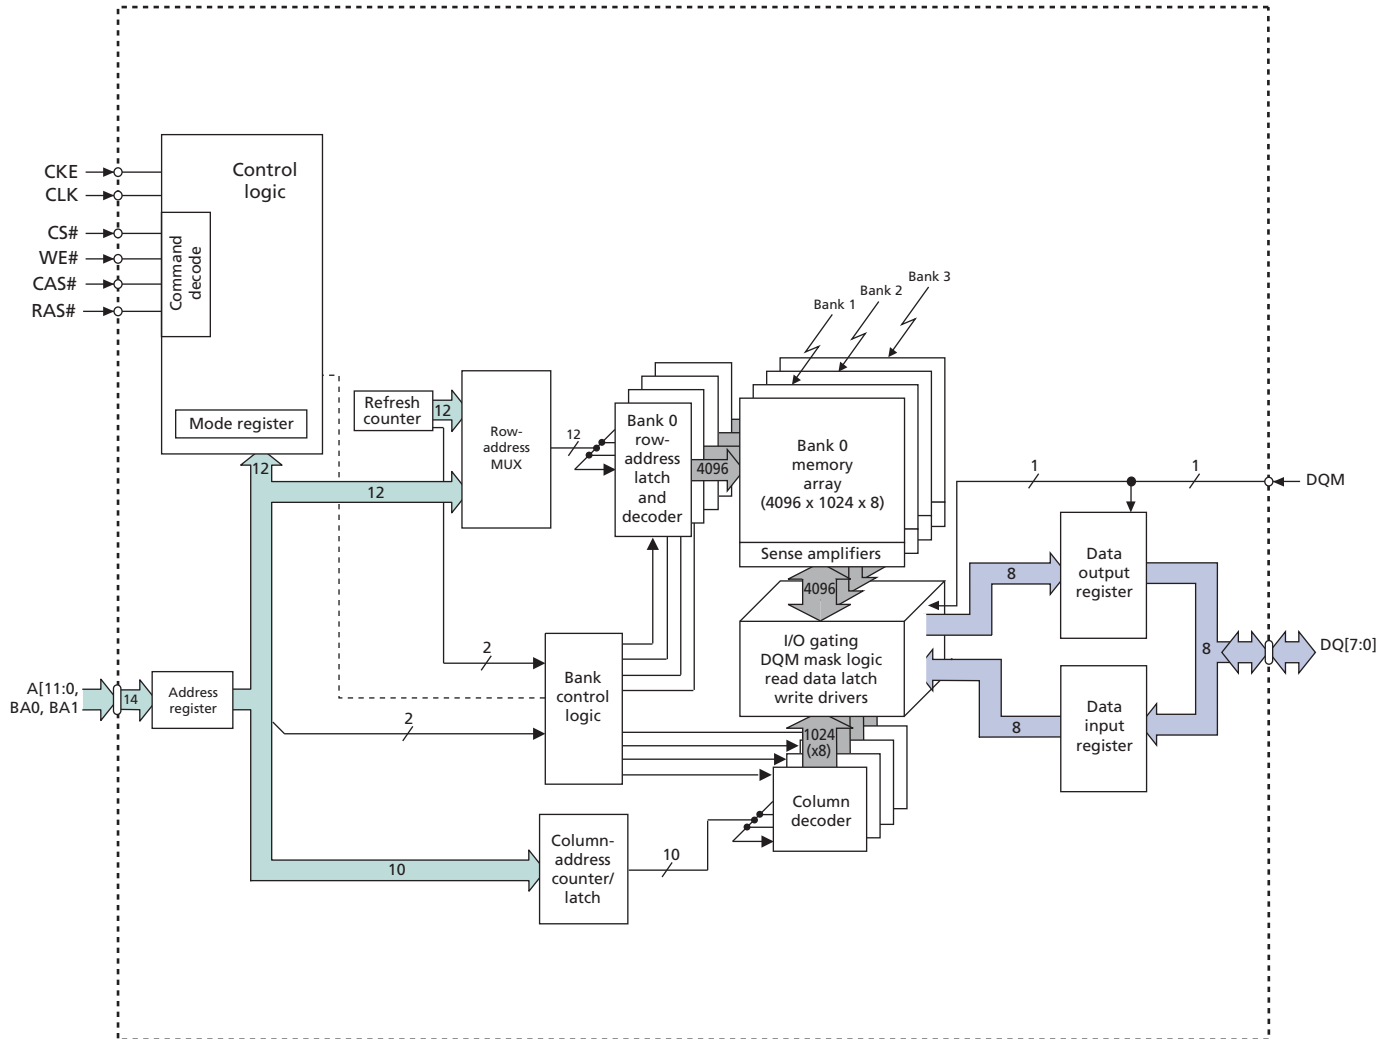 Bank 3
Bank 2
Bank 1
CKE
CLK
CS#
WE#
CAS#
RAS#
Control
logic
Command
decode
Mode register
12
Refresh
counter
12
12
Row-
address
MUX
12
Bank 0
row-
address
latch
and
decoder
4096
Bank 0
memory
array
(4096 x 1024 x 8)
Sense amplifiers
4096
I/O gating
DQM mask logic
read data latch
write drivers
1024
(x8)
Column
decoder
1
1
DQM
Data
output
register
8
8
DQ[7:0]
Data
input
register
8
2
Bank
control
logic
2
A[11:0,
BA0, BA1
14
Address
register
10
Column-
address
counter/
latch
10